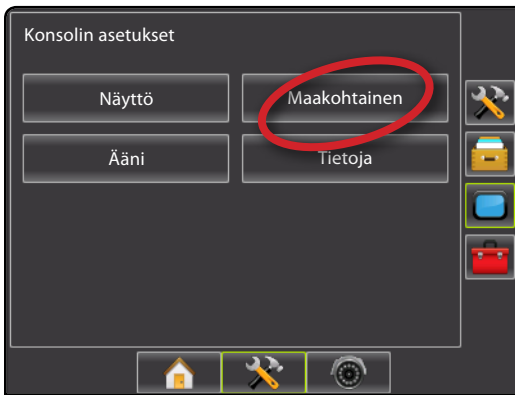 Konsolin asetukset
Näyttö Maakohtainen
Ääni Tietoja